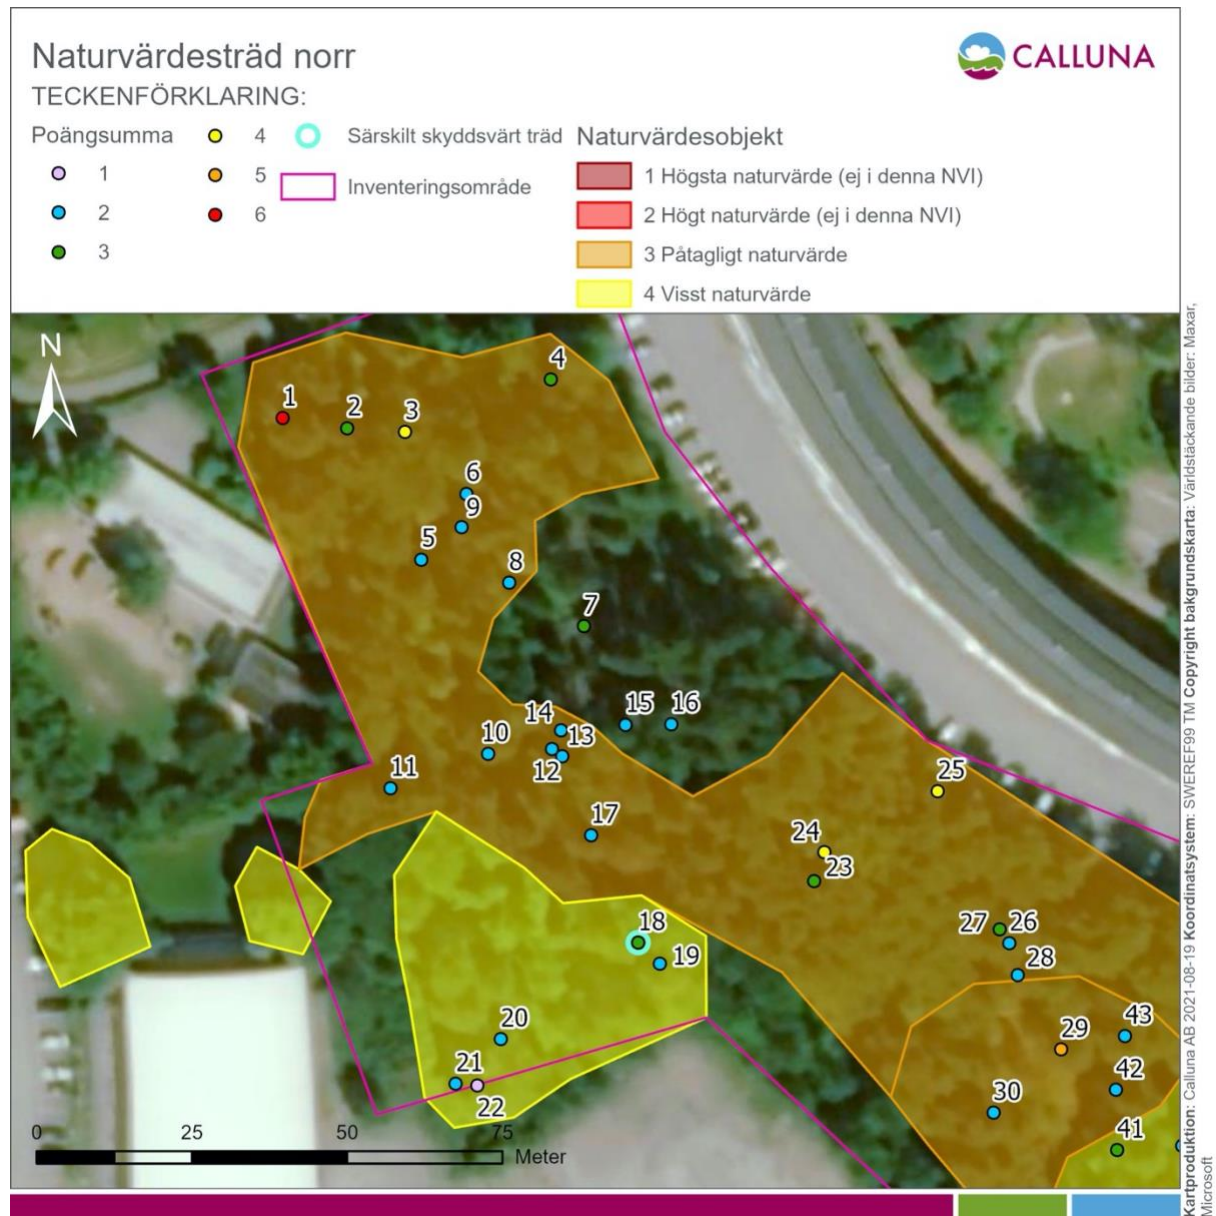 Naturvärdesträd norr
CALLUNA
TECKENFÖRKLARING:
Poängsumma
1
2
3
4
5
6
Särskilt skyddsvärt träd
Inventeringsområde
Naturvärdesobjekt
1 Högsta naturvärde (ej i denna NVI)
2 Högt naturvärde (ej i denna NVI)
3 Påtagligt naturvärde
4 Visst naturvärde
N
1
2
3
4
6
9
5
8
7
14
15
16
10
13
12
11
17
25
24
23
18
19
27
26
28
20
29
43
21
42
22
30
41
0
25
50
75
Meter
Kartproduktion: Calluna AB 2021-08-19 Koordinatsystem: SWEREF99 TM Copyright bakgrundskarta: Världstäckande bilder: Maxar,
Microsoft